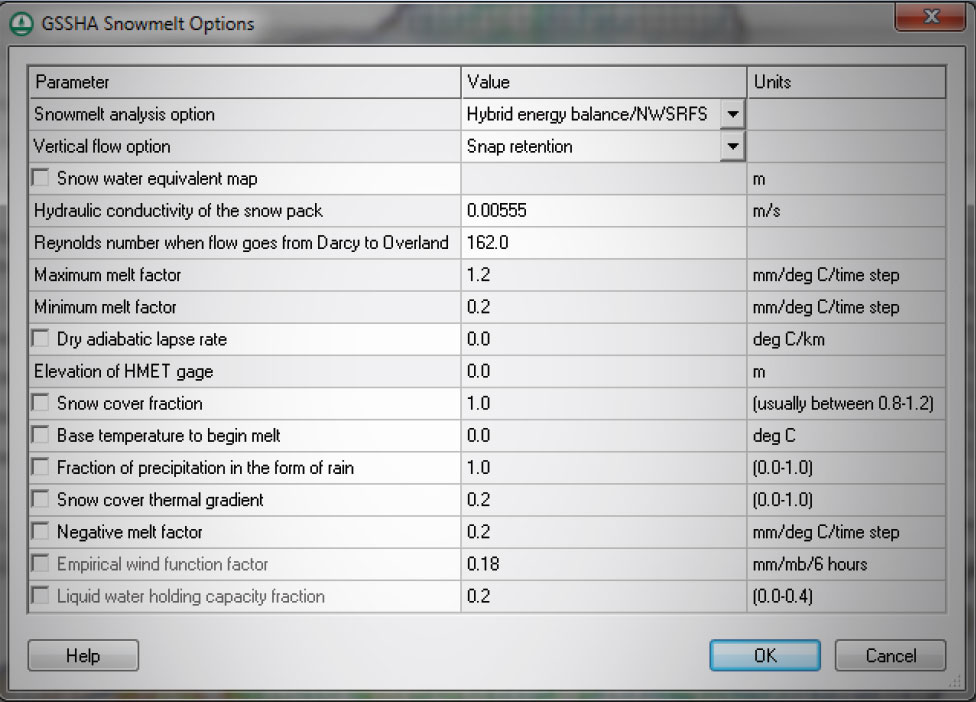 GSSHA Snowmelt Options
Parameter Value Units
Snowmelt analysis option Hybrid energy balance/NWSRFS
Vertical flow option Snap retention
Snow water equivalent map m
Hydraulic conductivity of the snow pack 0.00555 m/s
Reynolds number when flow goes from Darcy to Overland 162.0
Maximum melt factor 1.2 mm/deg C/time step
Minimum melt factor 0.2 mm/deg C/time step
Dry adiabatic lapse rate 0.0 deg C/km
Elevation of HMET gage 0.0 m
Snow cover fraction 1.0 (usually between 0.8-1.2)
Base temperature to begin melt 0.0 deg C
Fraction of precipitation in the form of rain 1.0 (0.0-1.0)
Snow cover thermal gradient 0.2 (0.0-1.0)
Negative melt factor 0.2 mm/deg C/time step
Empirical wind function factor 0.18 mm/mb/6 hours
Liquid water holding capacity fraction 0.2 (0.0-0.4)
Help OK Cancel